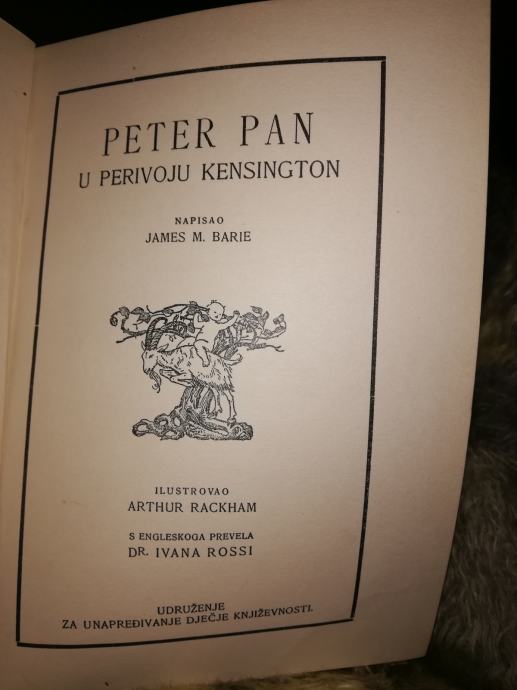 PETER PAN
U PERIVOJU KENSINGTON
NAPISAO
JAMES M. BARIE
ILUSTROVAO
ARTHUR RACKHAM
S ENGLESKOGA PREVELA
DR. IVANA ROSSI
UDRUŽENJE
ZA UNAPREĐIVANJE DJEČJE KNJIŽEVNOSTI.